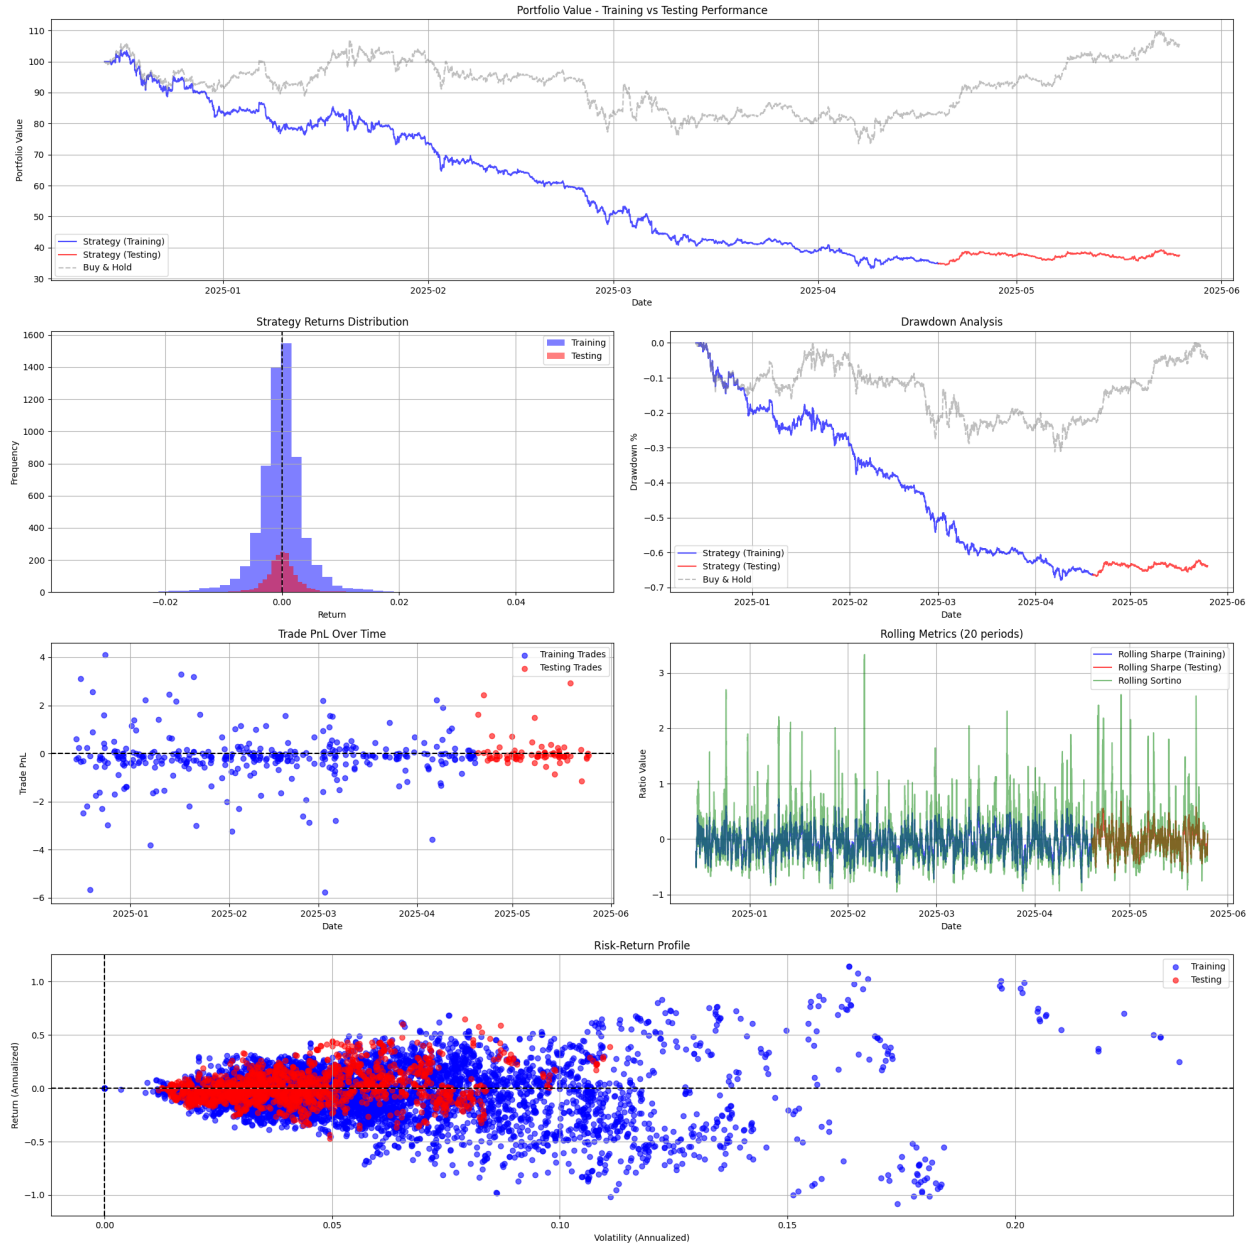 Portfolio Value - Training vs Testing Performance
110
100
90
80
70
60
50
40
30
Portfolio Value
Strategy (Training)
Strategy (Testing)
Buy & Hold
2025-01 2025-02 2025-03 2025-04 2025-05 2025-06
Date
Strategy Returns Distribution
1600
1400
1200
1000
800
600
400
200
0
Frequency
Training
Testing
−0.02 0.00 0.02 0.04
Return
Drawdown Analysis
0.0
−0.1
−0.2
−0.3
−0.4
−0.5
−0.6
−0.7
Drawdown %
Strategy (Training)
Strategy (Testing)
Buy & Hold
2025-01 2025-02 2025-03 2025-04 2025-05 2025-06
Date
Trade PnL Over Time
4
2
0
−2
−4
−6
Trade PnL
Training Trades
Testing Trades
2025-01 2025-02 2025-03 2025-04 2025-05 2025-06
Date
Rolling Metrics (20 periods)
3
2
1
0
−1
Ratio Value
Rolling Sharpe (Training)
Rolling Sharpe (Testing)
Rolling Sortino
2025-01 2025-02 2025-03 2025-04 2025-05 2025-06
Date
Risk-Return Profile
1.0
0.5
0.0
−0.5
−1.0
Return (Annualized)
Training
Testing
0.00 0.05 0.10 0.15 0.20
Volatility (Annualized)